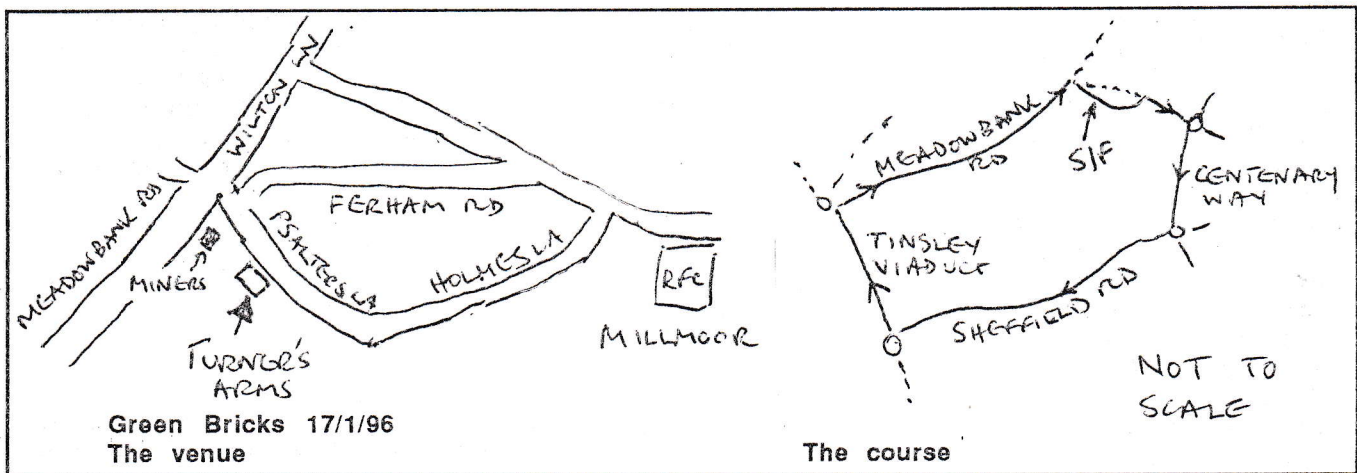 MEADOWBANK RD
WILTON
FERHAM RD
PSALTERS LA
HOLMES LA
MINERS
TURNER'S
ARMS
RFC
MILLMOOR
Green Bricks 17/1/96
The venue
MEADOWBANK
RD
S/F
CENTENARY
WAY
TINSLEY
VIADUCT
SHEFFIELD RD
NOT TO
SCALE
The course